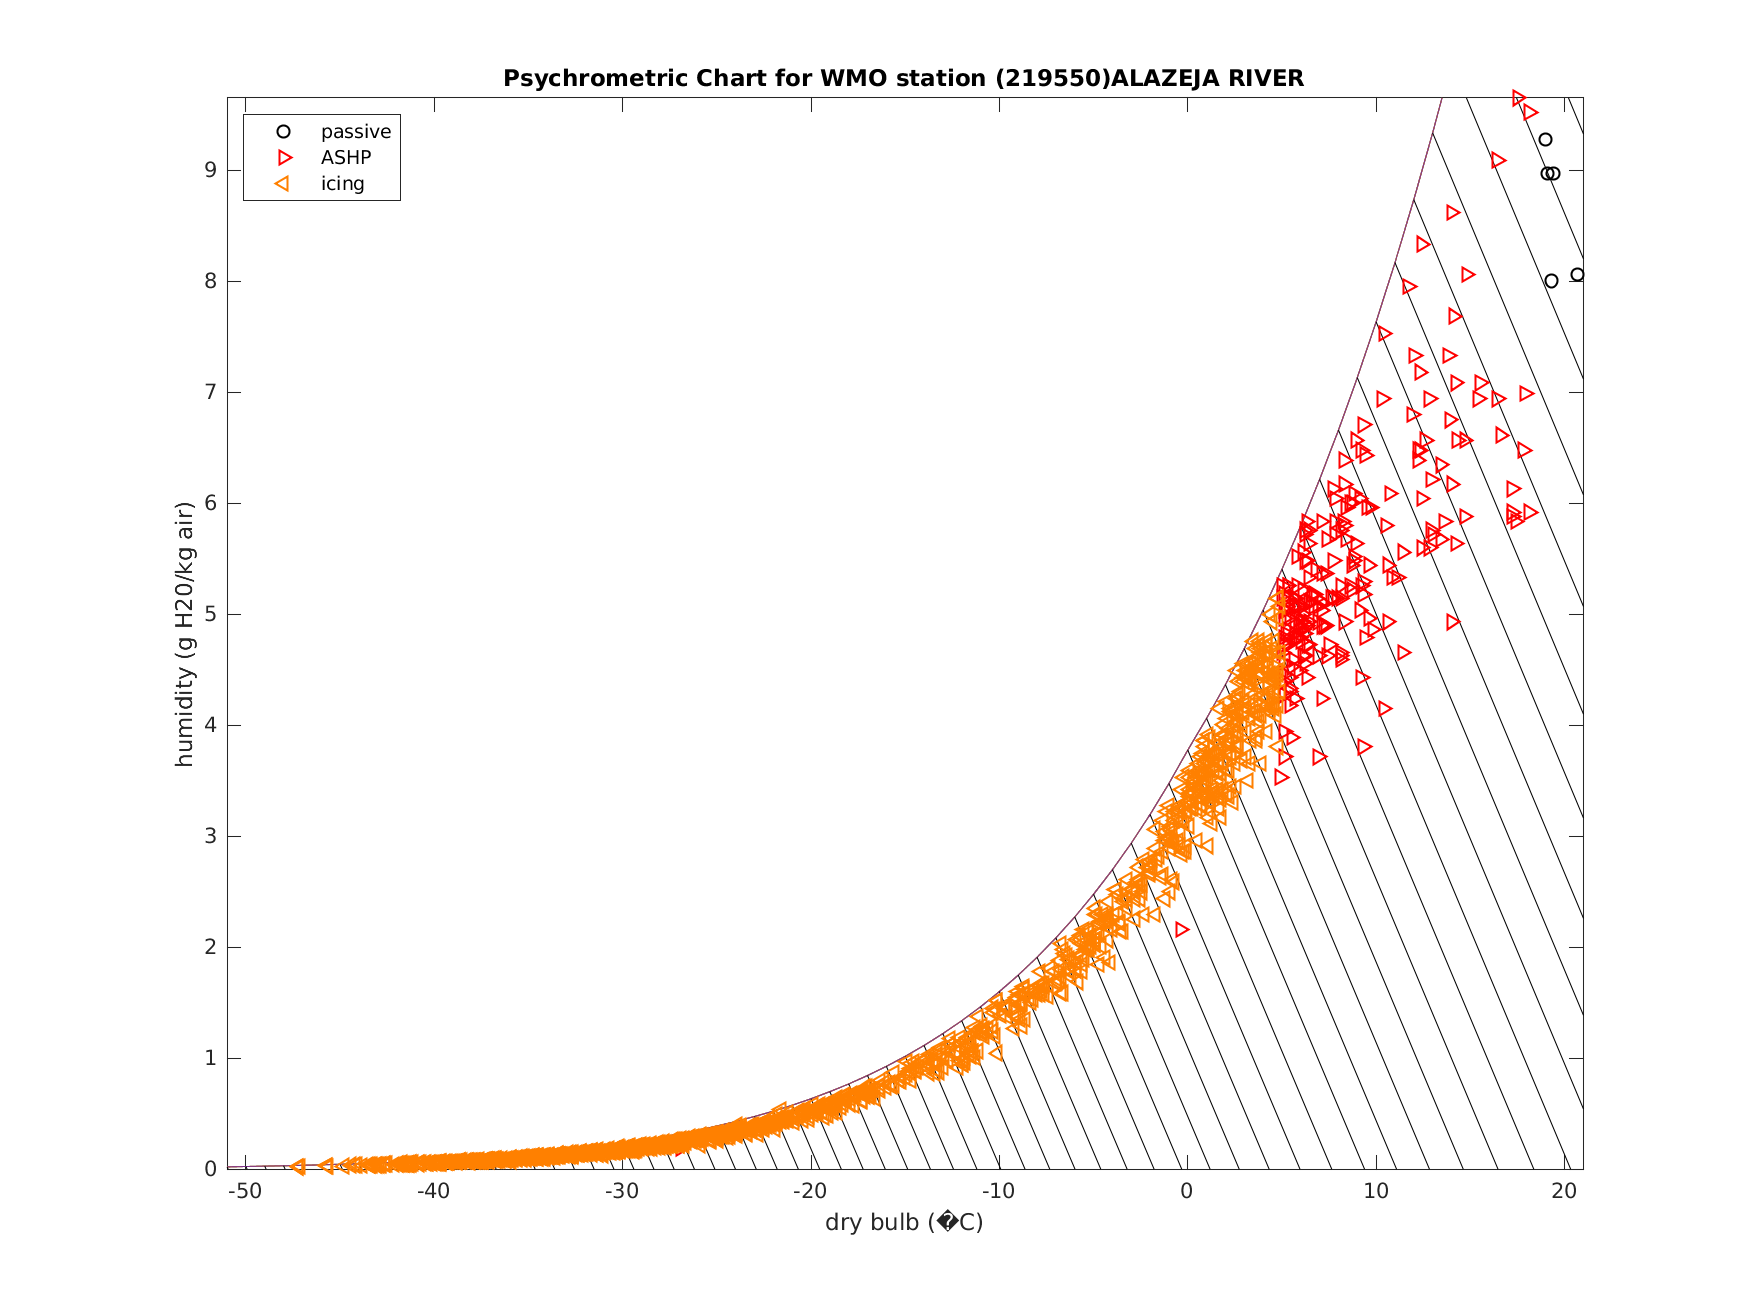 Psychrometric Chart for WMO station (219550)ALAZEJA RIVER
passive
ASHP
icing
9
8
7
6
5
4
3
2
1
0
humidity (g H20/kg air)
-50 -40 -30 -20 -10 0 10 20
dry bulb (�C)